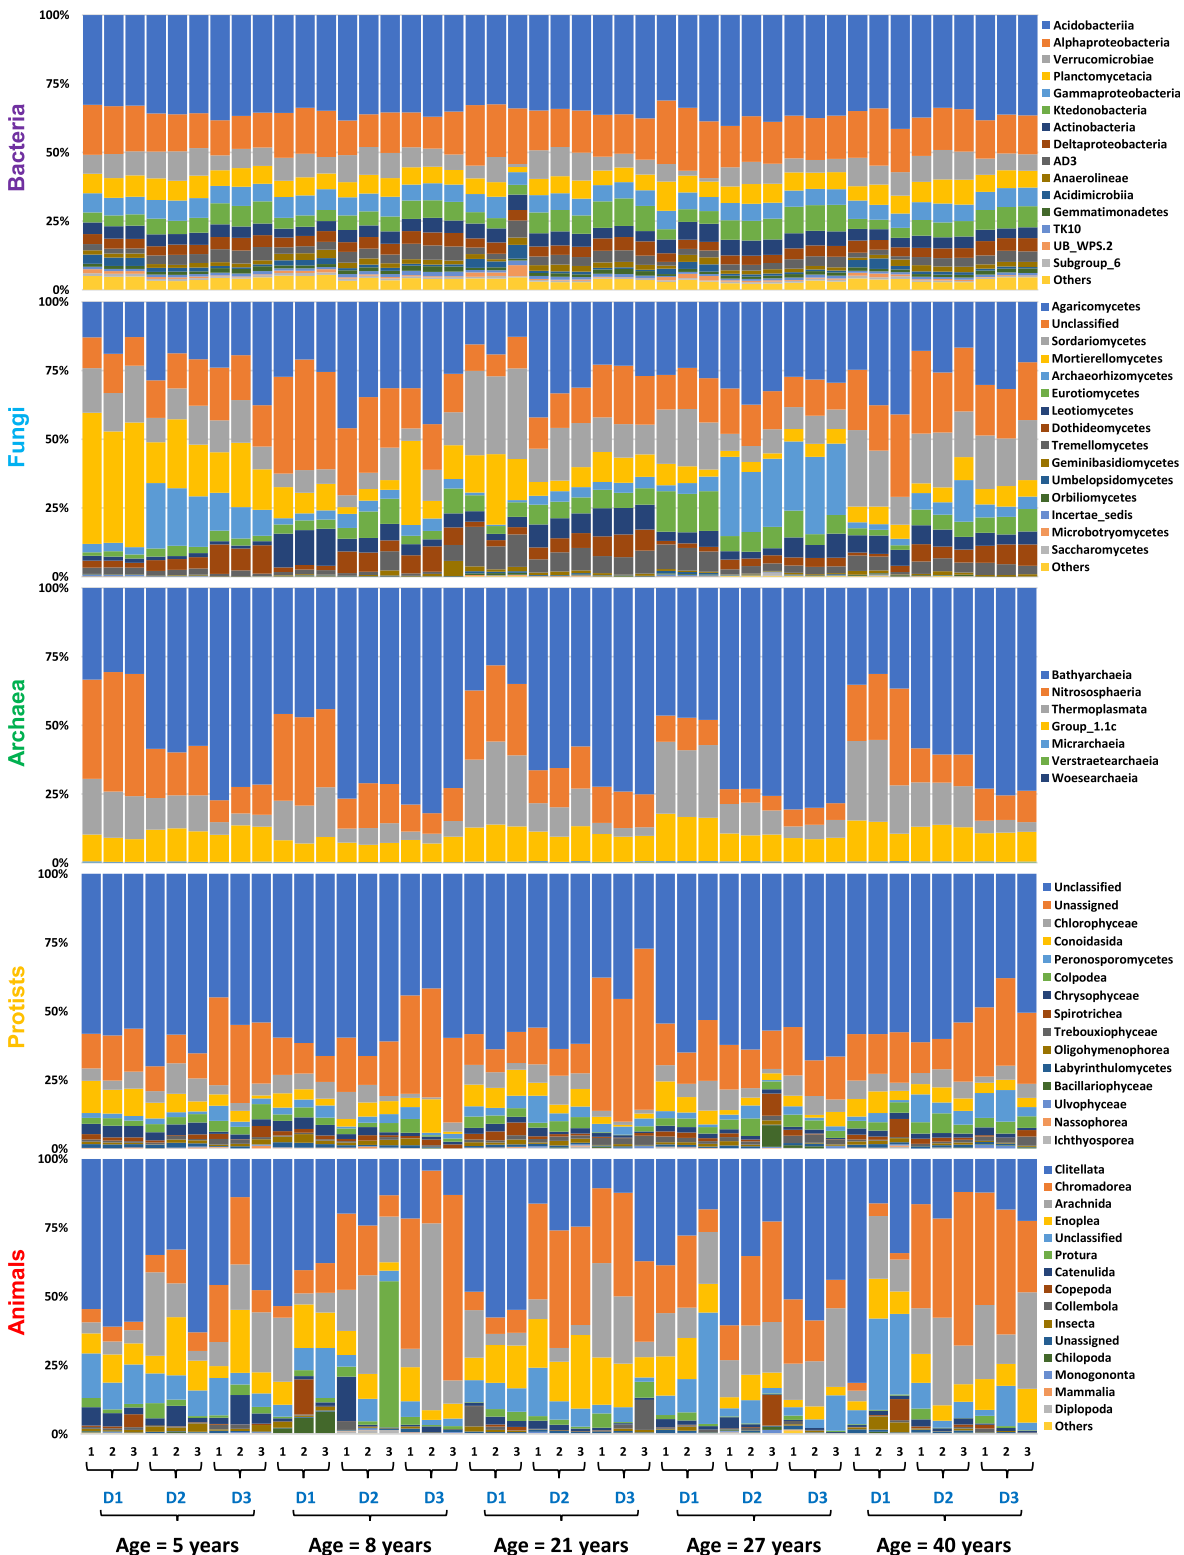 Bacteria
100%
75%
50%
25%
0%
Acidobacteriia
Alphaproteobacteria
Verrucomicrobiae
Planctomycetacia
Gammaproteobacteria
Ktedonobacteria
Actinobacteria
Deltaproteobacteria
AD3
Anaerolineae
Acidimicrobiia
Gemmatimonadetes
TK10
UB_WPS.2
Subgroup_6
Others
Fungi
100%
75%
50%
25%
0%
Agaricomycetes
Unclassified
Sordariomycetes
Mortierellomycetes
Archaeorhizomycetes
Eurotiomycetes
Leotiomycetes
Dothideomycetes
Tremellomycetes
Geminibasidiomycetes
Umbelopsidomycetes
Orbiliomycetes
Incertae_sedis
Microbotryomycetes
Saccharomycetes
Others
Archaea
100%
75%
50%
25%
0%
Bathyarchaeia
Nitrososphaeria
Thermoplasmata
Group_1.1c
Micrarchaeia
Verstraetearchaeia
Woesearchaeia
Protists
100%
75%
50%
25%
0%
Unclassified
Unassigned
Chlorophyceae
Conoidasida
Peronosporomycetes
Colpodea
Chrysophyceae
Spirotrichea
Trebouxiophyceae
Oligohymenophorea
Labyrinthulomycetes
Bacillariophyceae
Ulvophyceae
Nassophorea
Ichthyosporea
Animals
100%
75%
50%
25%
0%
Clitellata
Chromadorea
Arachnida
Enoplea
Unclassified
Protura
Catenulida
Copepoda
Collembola
Insecta
Unassigned
Chilopoda
Monogononta
Mammalia
Diplopoda
Others
1 2 3 1 2 3 1 2 3 1 2 3 1 2 3 1 2 3 1 2 3 1 2 3 1 2 3 1 2 3 1 2 3 1 2 3 1 2 3 1 2 3 1 2 3
D1 D2 D3 D1 D2 D3 D1 D2 D3 D1 D2 D3 D1 D2 D3
Age = 5 years Age = 8 years Age = 21 years Age = 27 years Age = 40 years